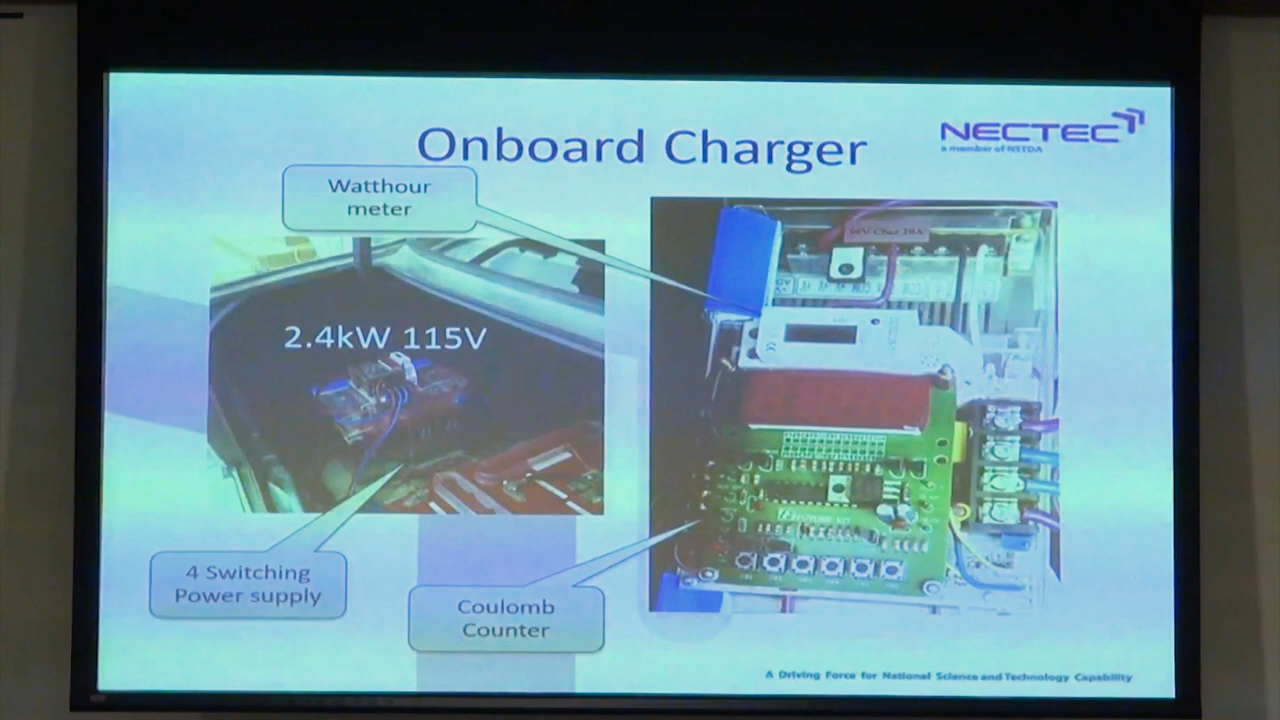 Onboard Charger
NECTEC
a member of NSTDA
Watthour
meter
2.4kW 115V
4 Switching
Power supply
Coulomb
Counter
A Driving Force for National Science and Technology Capability